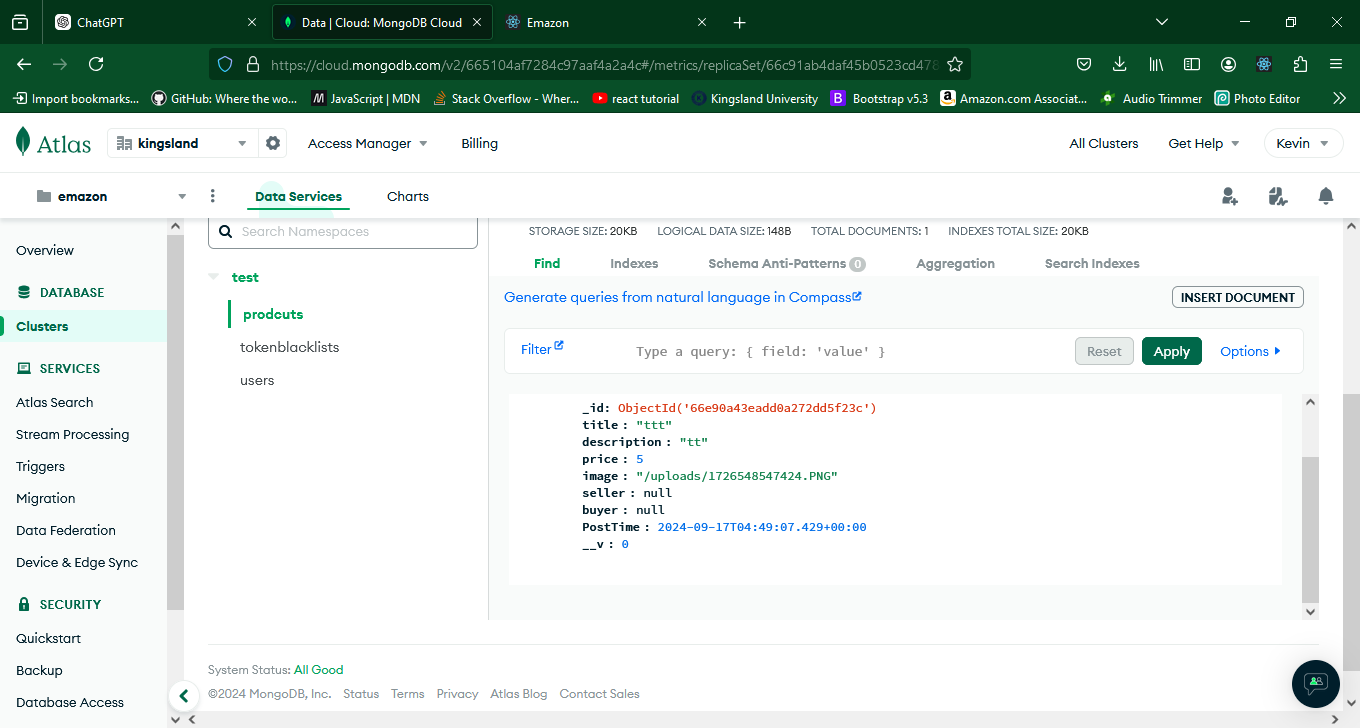 ChatGPT
Data | Cloud: MongoDB Cloud
Emazon
https://cloud.mongodb.com/v2/665104af7284c97aaf4a2a4c#/metrics/replicaSet/66c91ab4daf45b0523cd478
Import bookmarks...
GitHub: Where the wo...
JavaScript | MDN
Stack Overflow - Wher...
react tutorial
Kingsland University
Bootstrap v5.3
Amazon.com Associat...
Audio Trimmer
Photo Editor
Atlas
kingsland
Access Manager
Billing
All Clusters
Get Help
Kevin
emazon
Data Services
Charts
Overview
DATABASE
Clusters
SERVICES
Atlas Search
Stream Processing
Triggers
Migration
Data Federation
Device & Edge Sync
SECURITY
Quickstart
Backup
Database Access
Search Namespaces
test
prodcuts
tokenblacklists
users
STORAGE SIZE: 20KB
LOGICAL DATA SIZE: 148B
TOTAL DOCUMENTS: 1
INDEXES TOTAL SIZE: 20KB
Find
Indexes
Schema Anti-Patterns 0
Aggregation
Search Indexes
Generate queries from natural language in Compass
INSERT DOCUMENT
Filter
Type a query: { field: 'value' }
Reset
Apply
Options
_id: ObjectId('66e90a43eadd0a272dd5f23c')
title : "ttt"
description : "tt"
price : 5
image : "/uploads/1726548547424.PNG"
seller : null
buyer : null
PostTime : 2024-09-17T04:49:07.429+00:00
__v : 0
System Status: All Good
©2024 MongoDB, Inc.
Status
Terms
Privacy
Atlas Blog
Contact Sales